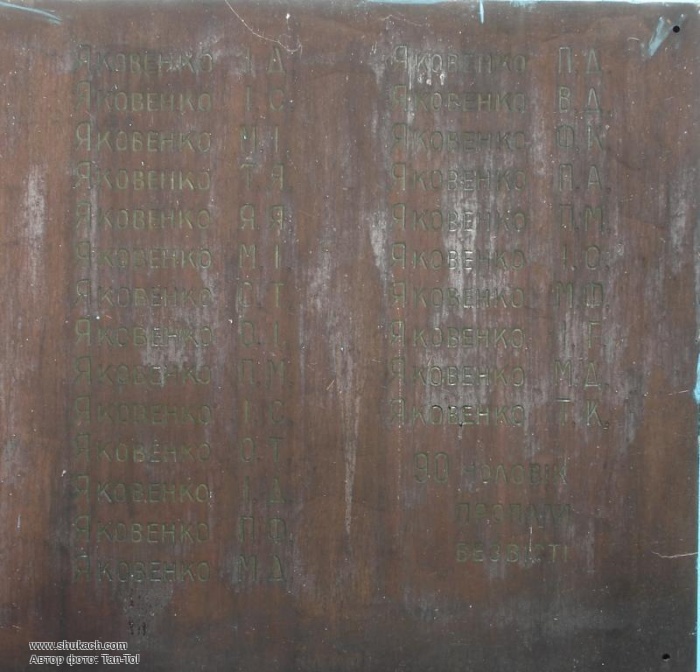 Яковенко І.Д.
Яковенко І.С.
Яковенко М.І.
Яковенко Т.Я.
Яковенко Я.Я.
Яковенко М.І.
Яковенко О.Т.
Яковенко О.І.
Яковенко П.М.
Яковенко І.С.
Яковенко О.Т.
Яковенко І.Д.
Яковенко П.О.
Яковенко М.Д.
Яковенко П.Д.
Яковенко В.Д.
Яковенко Ф.К.
Яковенко П.А.
Яковенко П.М.
Яковенко І.О.
Яковенко М.Ф.
Яковенко Г.
Яковенко М.Д.
Яковенко Т.К.
90 чоловік
пропали
безвісті
www.shukach.com
Автор фото: Tan-Tol